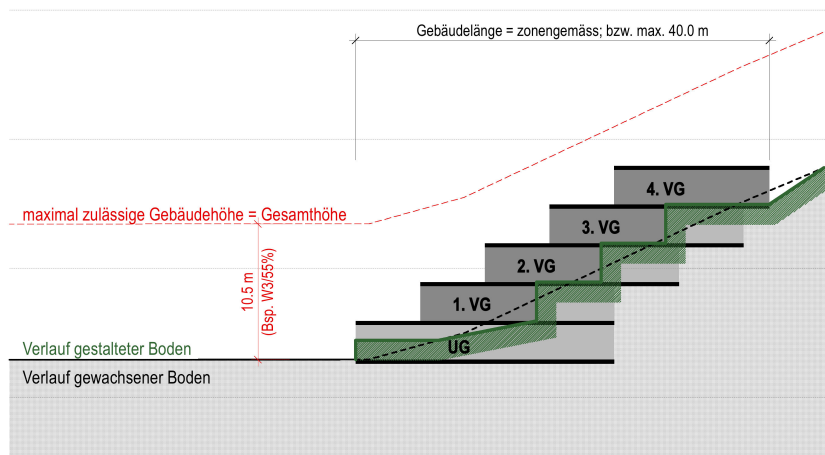 Gebäudelänge = zonengemäss; bzw. max. 40.0 m
4. VG
maximal zulässige Gebäudehöhe = Gesamthöhe
3. VG
2. VG
10.5 m
(Bsp. W3/55%)
1. VG
Verlauf gestalteter Boden
UG
Verlauf gewachsener Boden